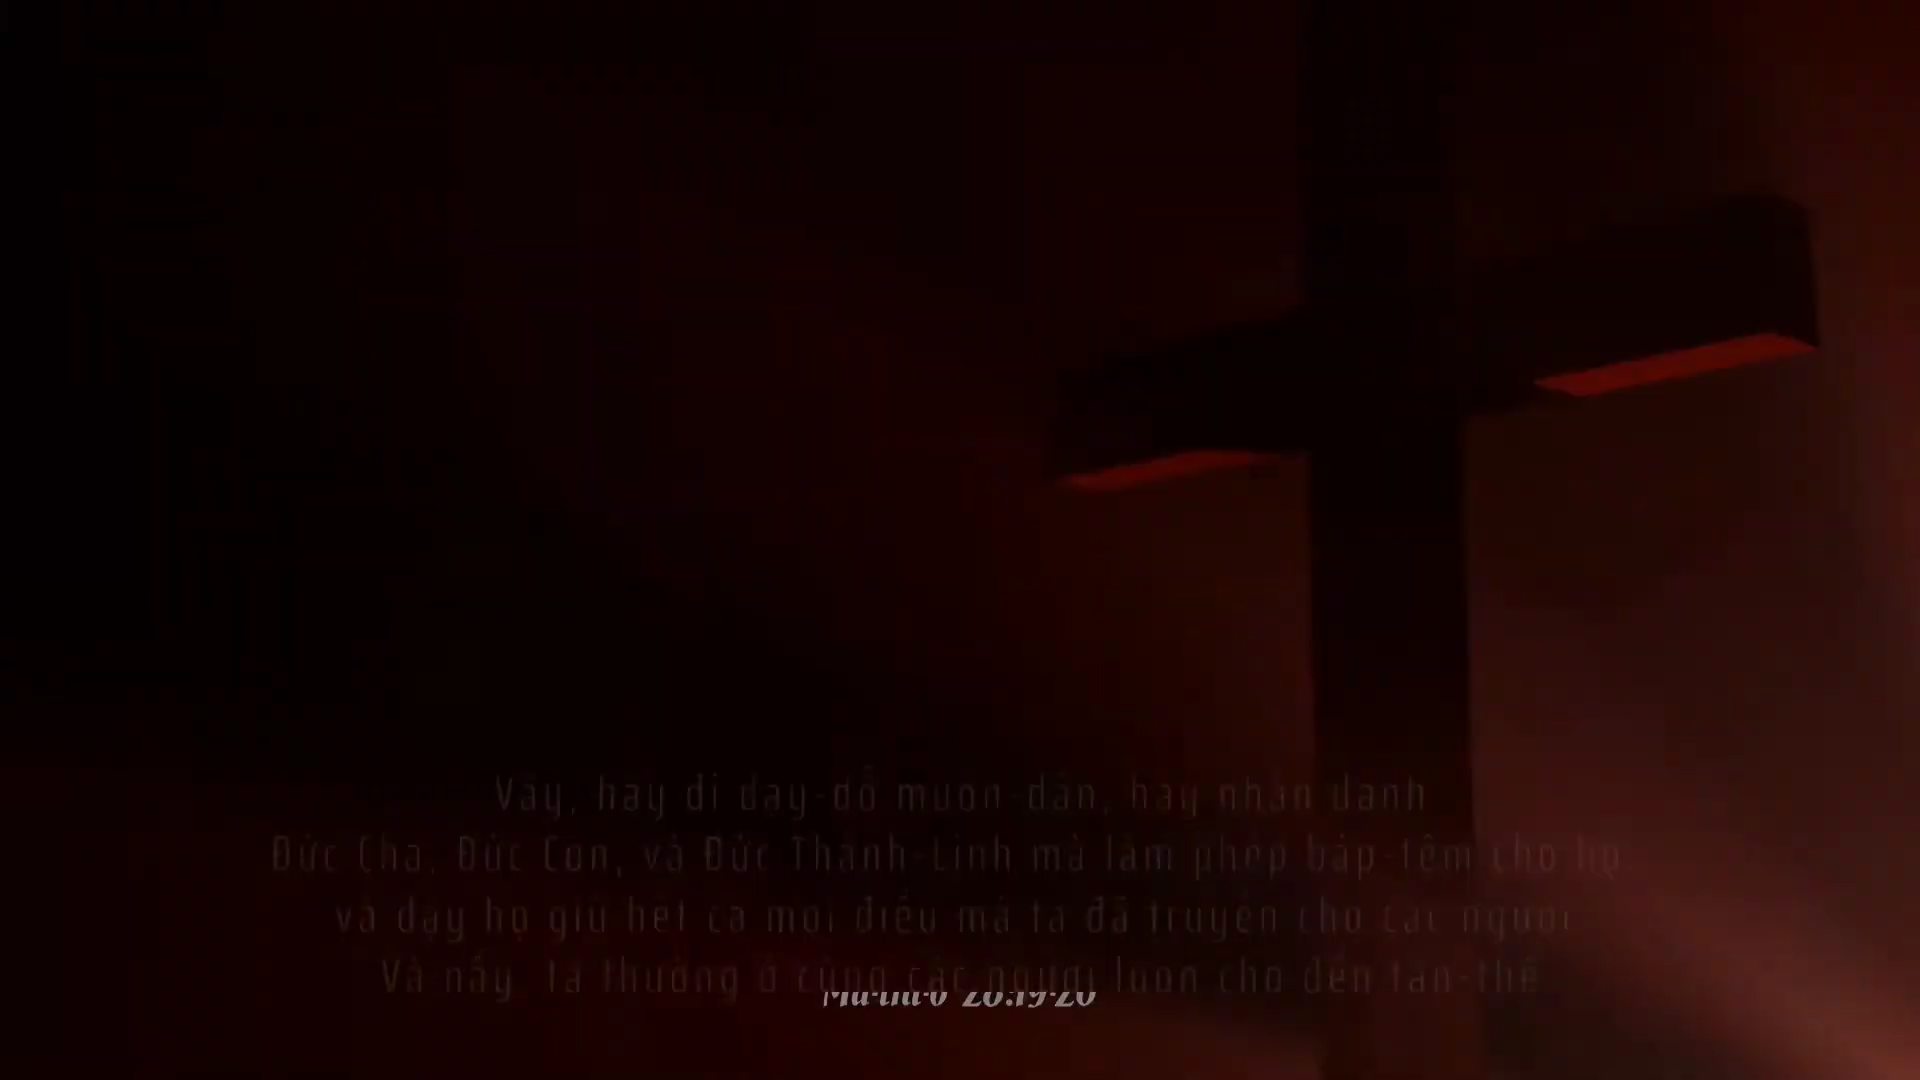 Vậy, hãy đi dạy-dỗ muôn-dân, hãy nhân danh
Đức Cha, Đức Con, và Đức Thánh-Linh mà làm phép báp-têm cho họ
và dạy họ giữ hết cả mọi điều mà ta đã truyền cho các ngươi
Và nầy, ta thường ở cùng các ngươi luôn cho đến tận-thế
Ma-thi-ơ 28:19-20